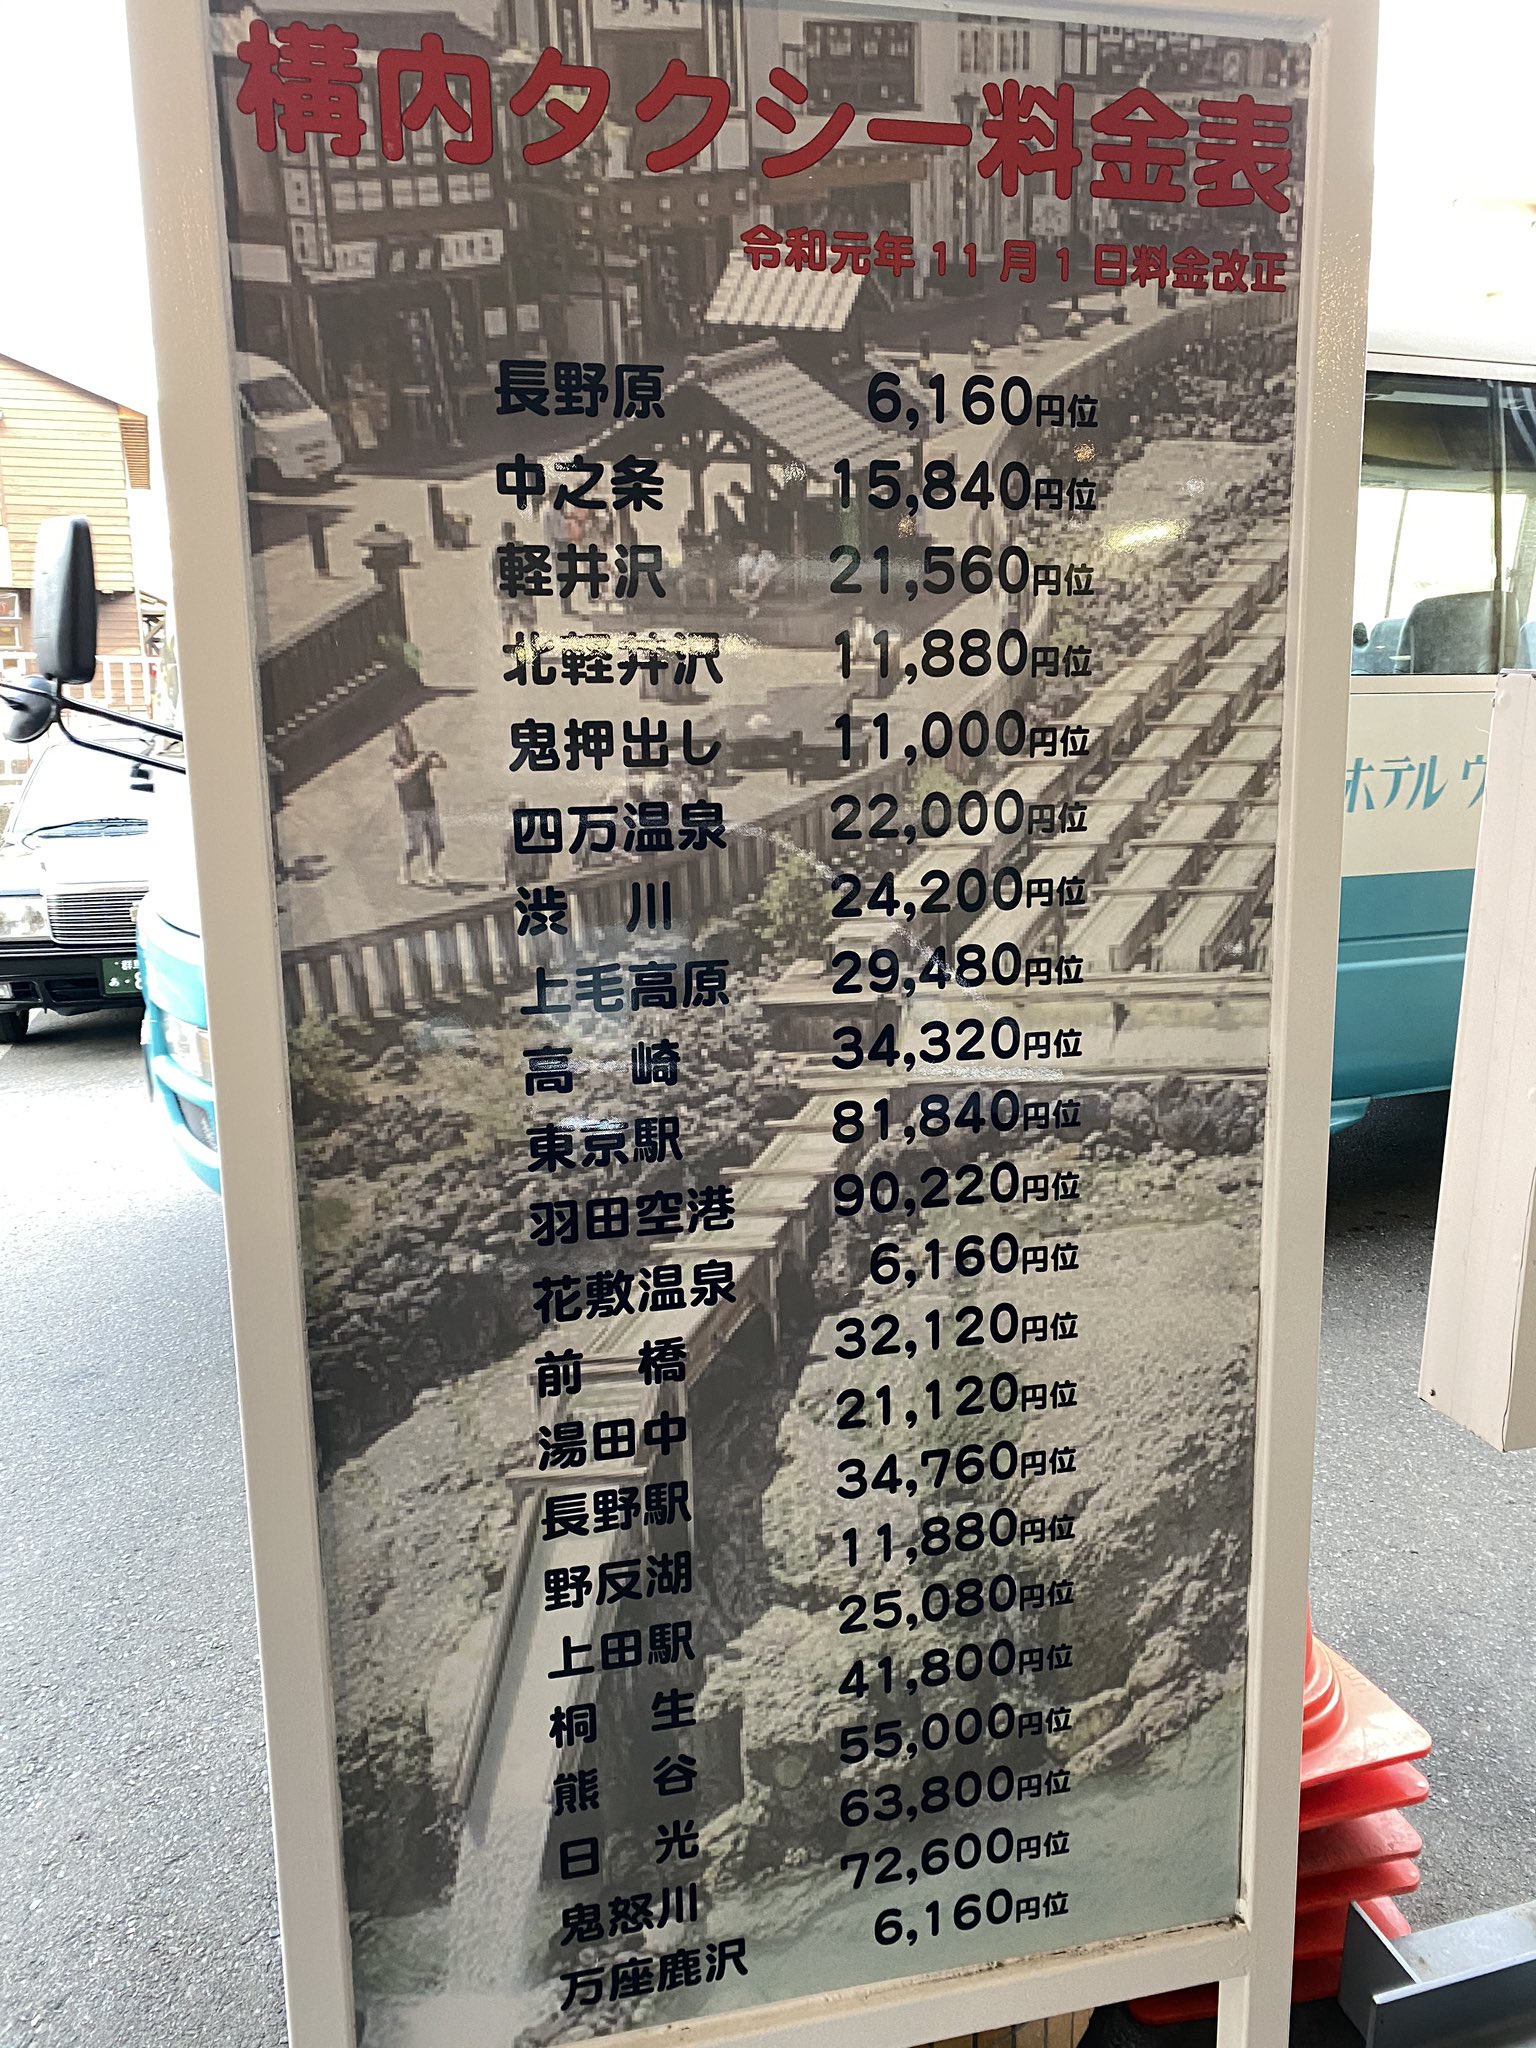 構内タクシー料金表
令和元年11月1日料金改正
長野原 6,160円位
中之条 15,840円位
軽井沢 21,560円位
北軽井沢 11,880円位
鬼押出し 11,000円位
四万温泉 22,000円位
渋川 24,200円位
上毛高原 29,480円位
高崎 34,320円位
東京駅 81,840円位
羽田空港 90,220円位
花敷温泉 6,160円位
前橋 32,120円位
湯田中 21,120円位
長野駅 34,760円位
野反湖 11,880円位
上田駅 25,080円位
桐生 41,800円位
熊谷 55,000円位
日光 63,800円位
鬼怒川 72,600円位
万座鹿沢 6,160円位
ホテル